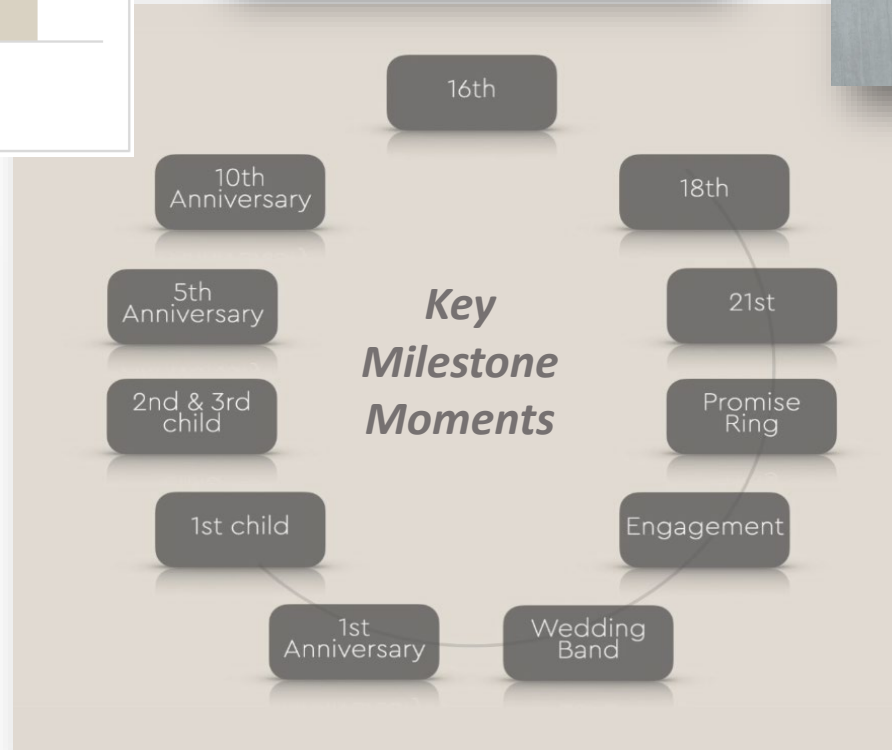 16th
18th
21st
Promise
Ring
Engagement
Wedding
Band
1st
Anniversary
1st child
2nd & 3rd
child
5th
Anniversary
10th
Anniversary
Key
Milestone
Moments